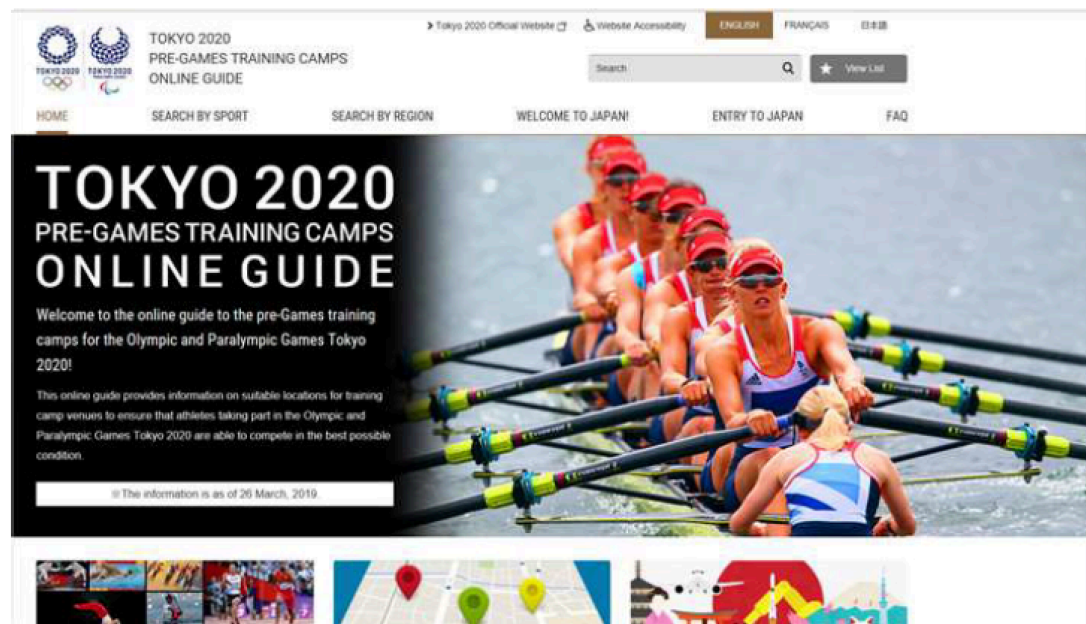 Tokyo 2020 Official Website
Website Accessibility
ENGLISH
FRANÇAIS
日本語
TOKYO 2020
PRE-GAMES TRAINING CAMPS
ONLINE GUIDE
TOKYO 2020
TOKYO 2020
Search
View List
HOME
SEARCH BY SPORT
SEARCH BY REGION
WELCOME TO JAPAN!
ENTRY TO JAPAN
FAQ
TOKYO 2020
PRE-GAMES TRAINING CAMPS
ONLINE GUIDE
Welcome to the online guide to the pre-Games training
camps for the Olympic and Paralympic Games Tokyo
2020!
This online guide provides information on suitable locations for training
camp venues to ensure that athletes taking part in the Olympic and
Paralympic Games Tokyo 2020 are able to compete in the best possible
condition.
※The information is as of 26 March, 2019.